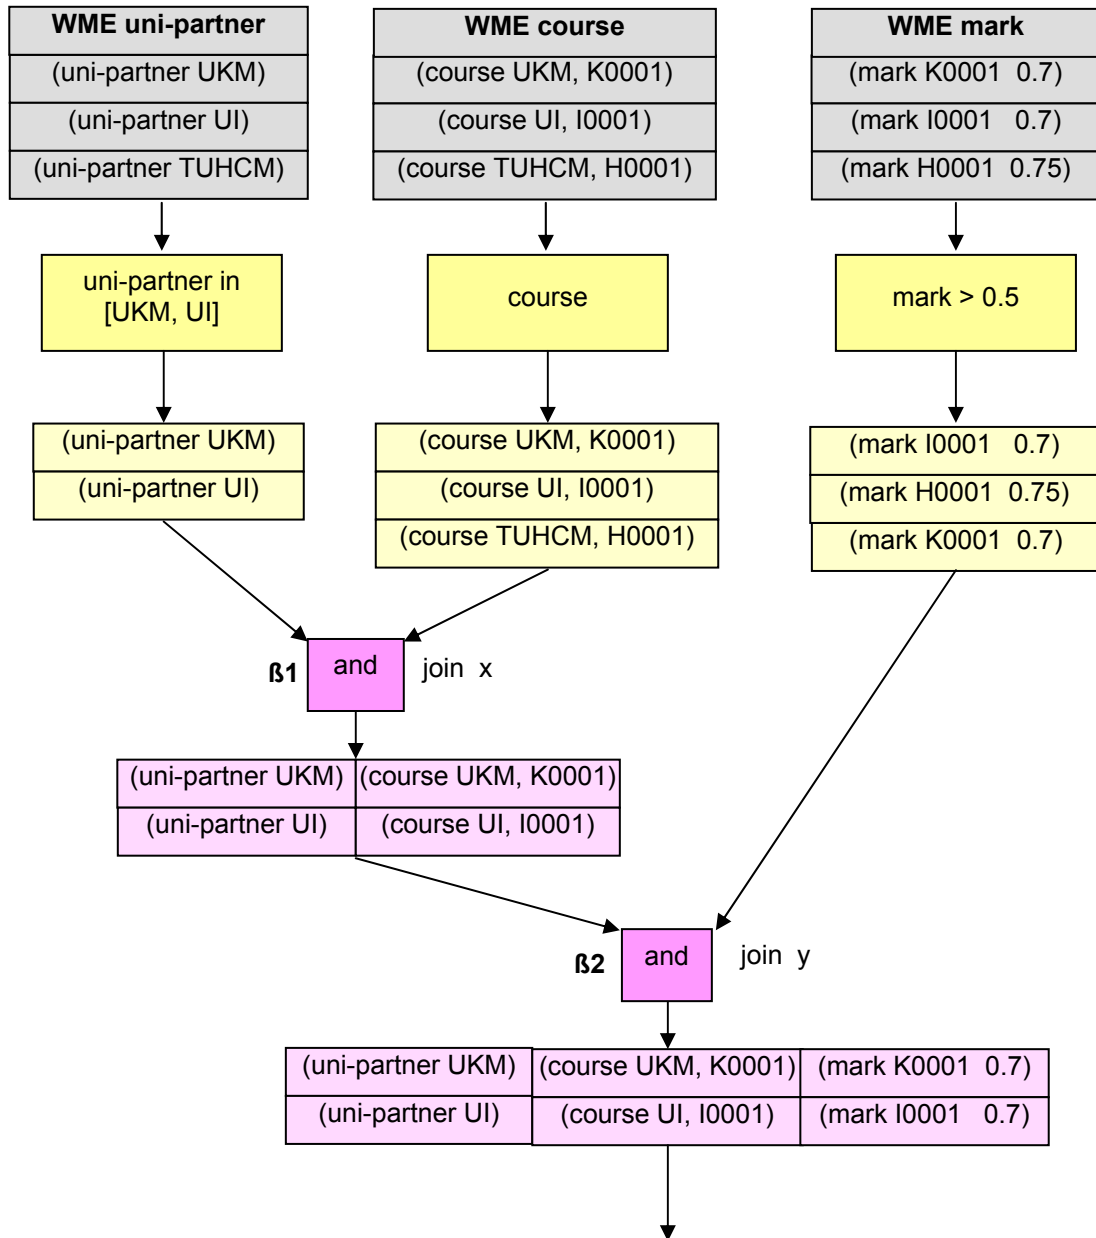 WME uni-partner
(uni-partner UKM)
(uni-partner UI)
(uni-partner TUHCM)
WME course
(course UKM, K0001)
(course UI, I0001)
(course TUHCM, H0001)
WME mark
(mark K0001 0.7)
(mark I0001 0.7)
(mark H0001 0.75)
uni-partner in
[UKM, UI]
course
mark > 0.5
(uni-partner UKM)
(uni-partner UI)
(course UKM, K0001)
(course UI, I0001)
(course TUHCM, H0001)
(mark I0001 0.7)
(mark H0001 0.75)
(mark K0001 0.7)
ß1 and join x
(uni-partner UKM) (course UKM, K0001)
(uni-partner UI) (course UI, I0001)
ß2 and join y
(uni-partner UKM) (course UKM, K0001) (mark K0001 0.7)
(uni-partner UI) (course UI, I0001) (mark I0001 0.7)